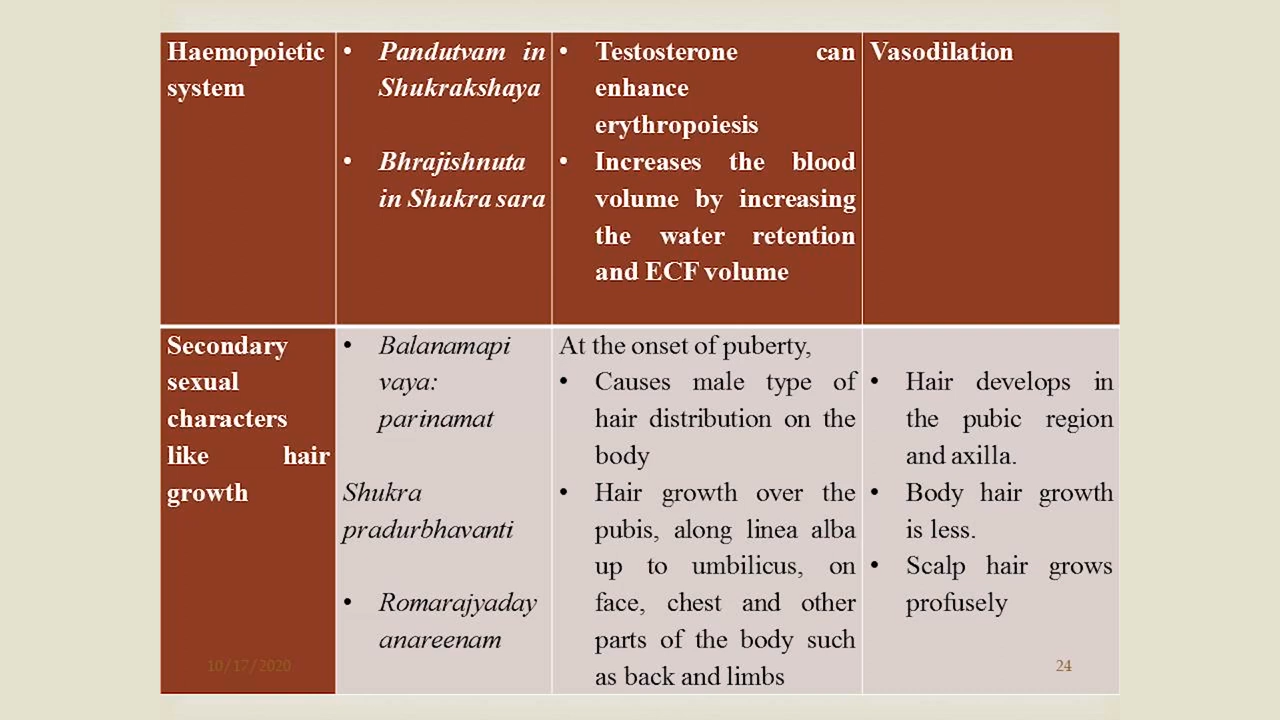 Haemopoietic
system
• Pandutvam in
Shukrakshaya
• Bhrajishnuta
in Shukra sara
• Testosterone can
enhance
erythropoiesis
• Increases the blood
volume by increasing
the water retention
and ECF volume
Vasodilation
Secondary
sexual
characters
like hair
growth
• Balanamapi
vaya:
parinamat
Shukra
pradurbhavanti
• Romarajyaday
anareenam
At the onset of puberty,
• Causes male type of
hair distribution on the
body
• Hair growth over the
pubis, along linea alba
up to umbilicus, on
face, chest and other
parts of the body such
as back and limbs
• Hair develops in
the pubic region
and axilla.
• Body hair growth
is less.
• Scalp hair grows
profusely
10/17/2020
24